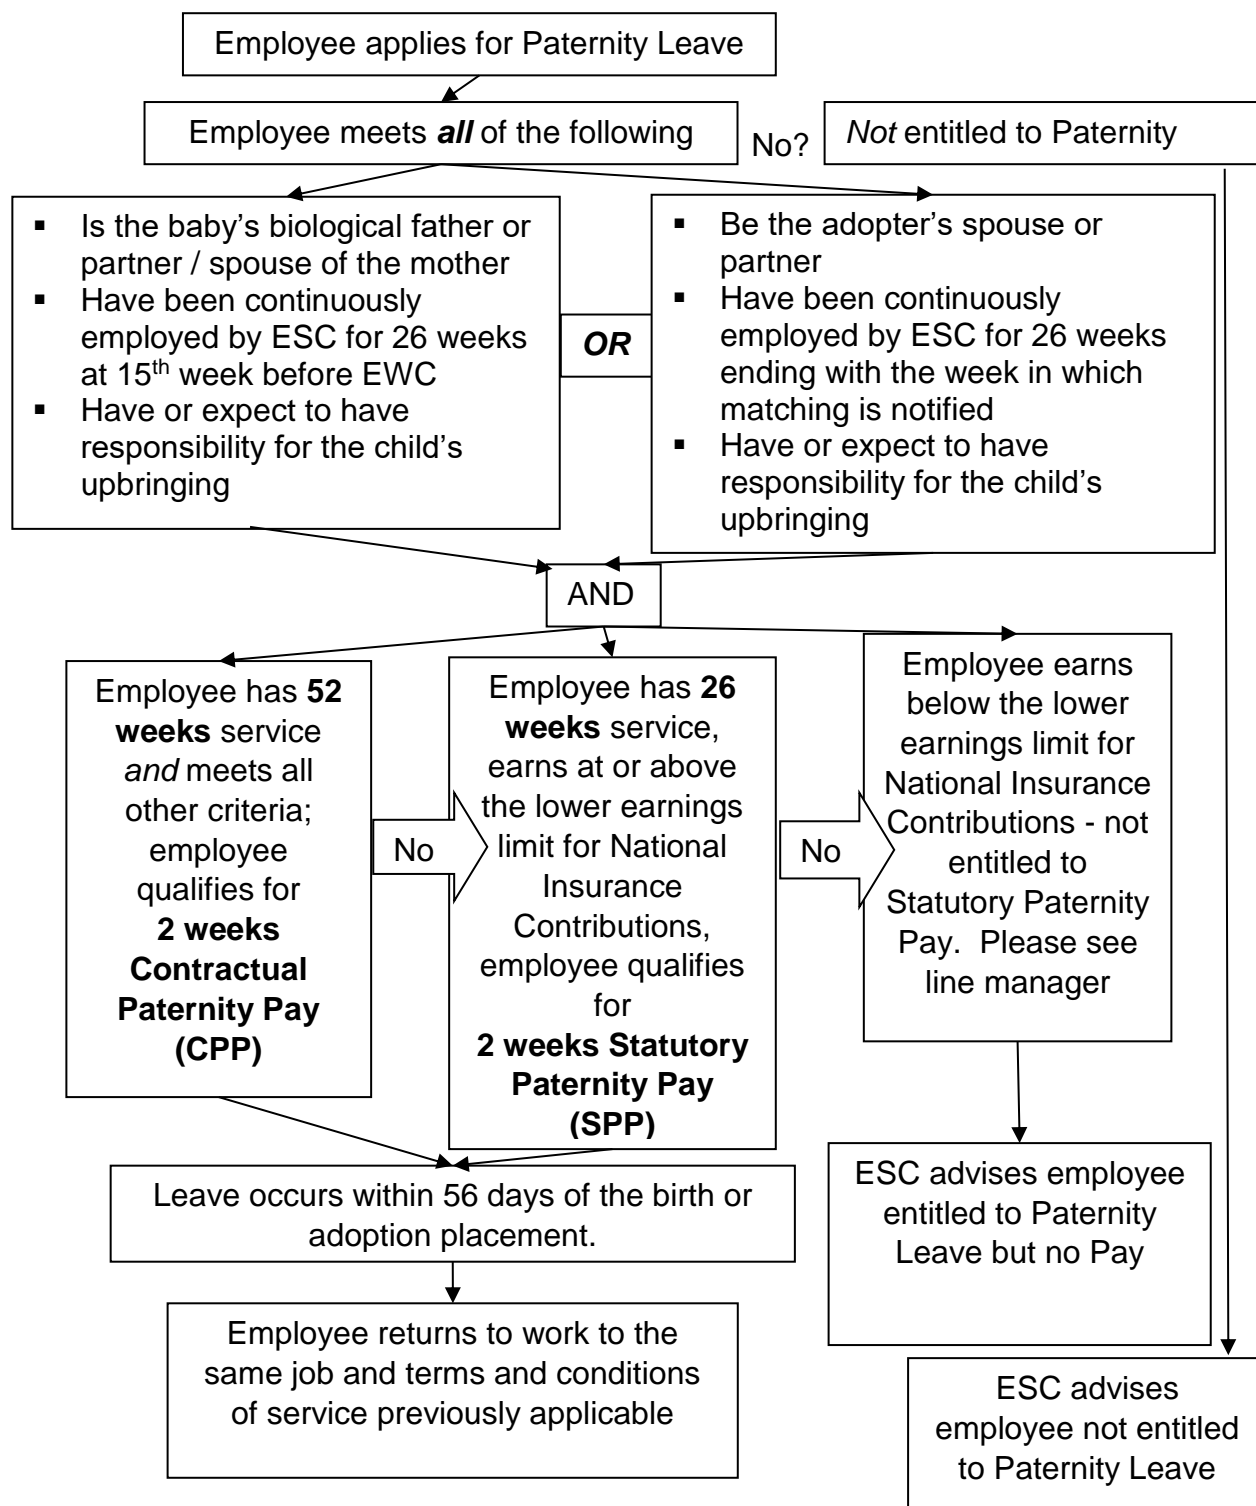 Employee applies for Paternity Leave
Employee meets all of the following
No?
Not entitled to Paternity
▪ Is the baby’s biological father or
partner / spouse of the mother
▪ Have been continuously
employed by ESC for 26 weeks
at 15th week before EWC
▪ Have or expect to have
responsibility for the child’s
upbringing
OR
▪ Be the adopter’s spouse or
partner
▪ Have been continuously
employed by ESC for 26 weeks
ending with the week in which
matching is notified
▪ Have or expect to have
responsibility for the child’s
upbringing
AND
Employee has 52
weeks service
and meets all
other criteria;
employee
qualifies for
2 weeks
Contractual
Paternity Pay
(CPP)
No
Employee has 26
weeks service,
earns at or above
the lower earnings
limit for National
Insurance
Contributions,
employee qualifies
for
2 weeks Statutory
Paternity Pay
(SPP)
No
Employee earns
below the lower
earnings limit for
National Insurance
Contributions - not
entitled to
Statutory Paternity
Pay.  Please see
line manager
Leave occurs within 56 days of the birth or
adoption placement.
ESC advises employee
entitled to Paternity
Leave but no Pay
Employee returns to work to the
same job and terms and conditions
of service previously applicable
ESC advises
employee not entitled
to Paternity Leave